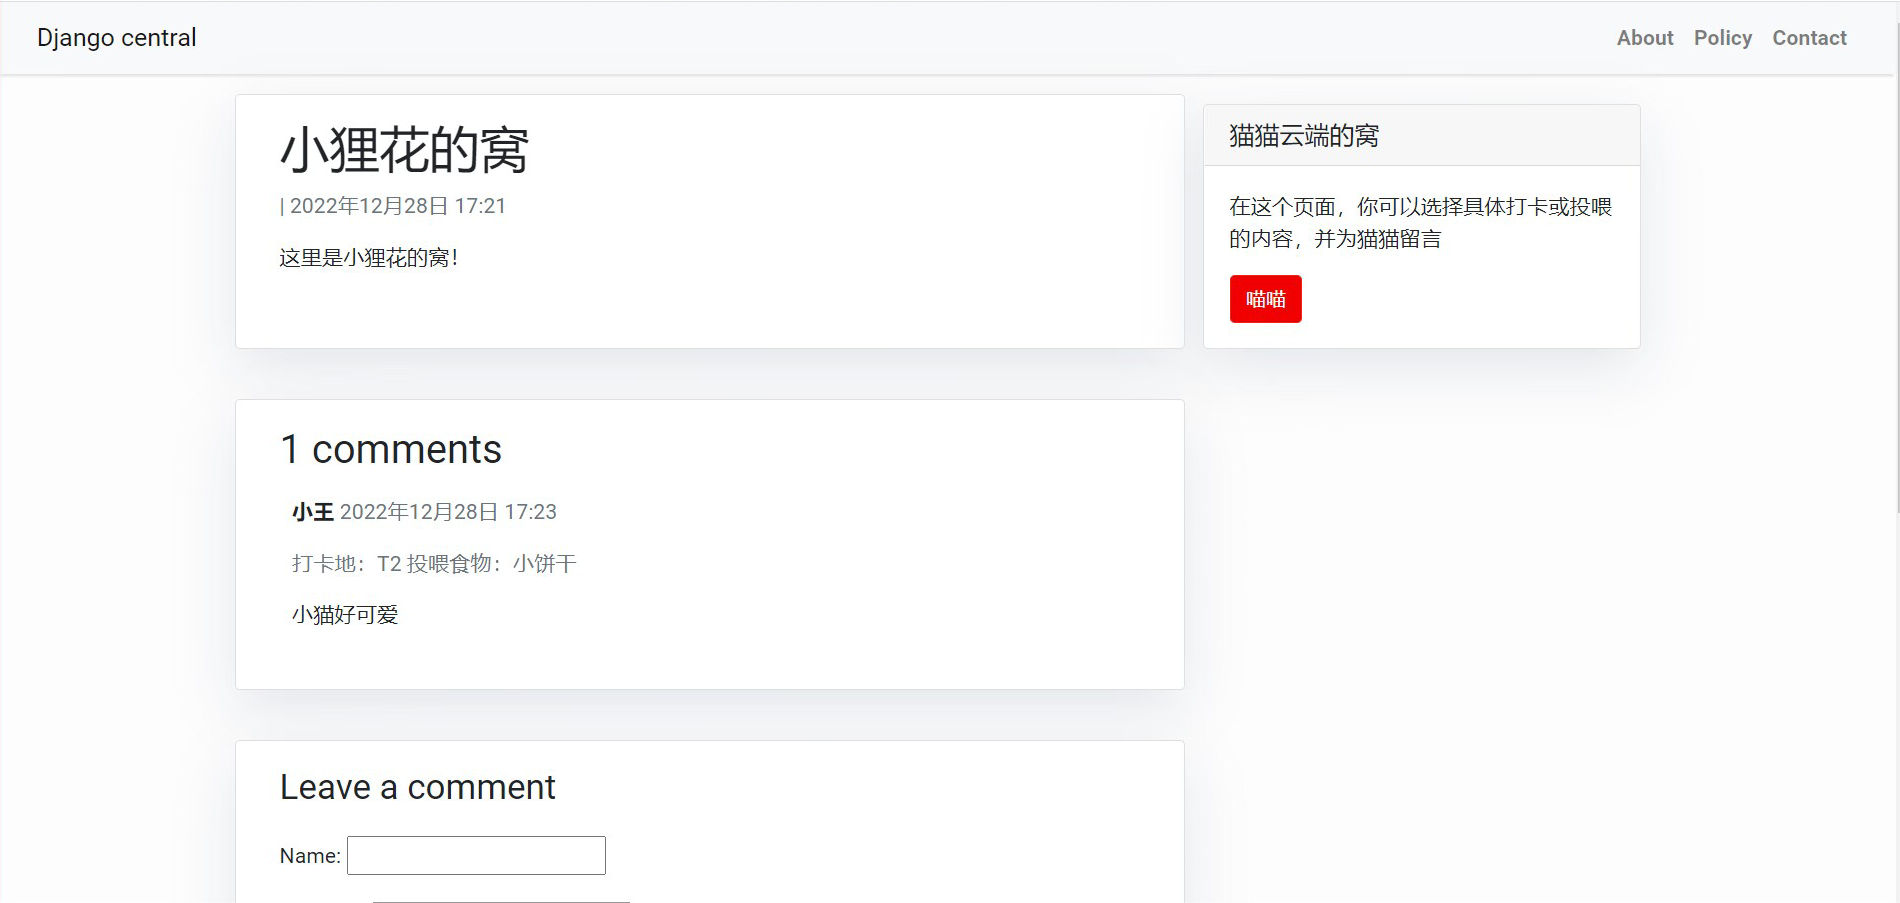 Django central
About Policy Contact
小狸花的窝
| 2022年12月28日 17:21
这里是小狸花的窝！
猫猫云端的窝
在这个页面，你可以选择具体打卡或投喂
的内容，并为猫猫留言
喵喵
1 comments
小王 2022年12月28日 17:23
打卡地：T2 投喂食物：小饼干
小猫好可爱
Leave a comment
Name: